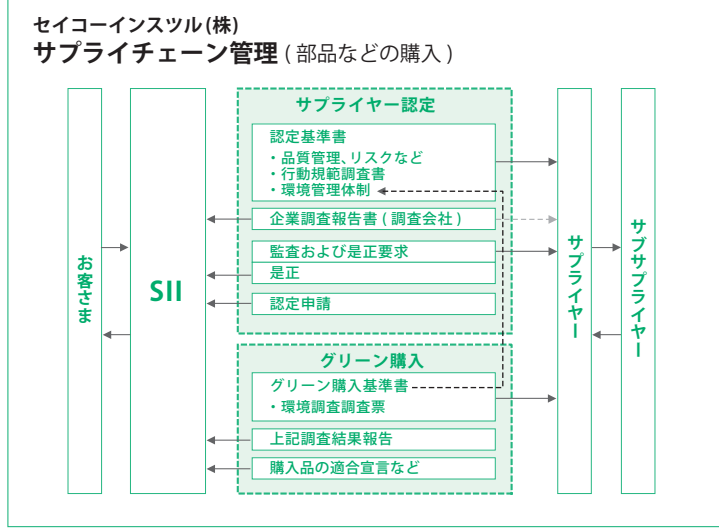 セイコーインスツル(株)
サプライチェーン管理 ( 部品などの購入 )
お客さま
SII
サプライヤー認定
認定基準書
・品質管理、リスクなど
・行動規範調査書
・環境管理体制
企業調査報告書 ( 調査会社 )
監査および是正要求
是正
認定申請
グリーン購入
グリーン購入基準書
・環境調査調査票
上記調査結果報告
購入品の適合宣言など
サプライヤー
サブサプライヤー